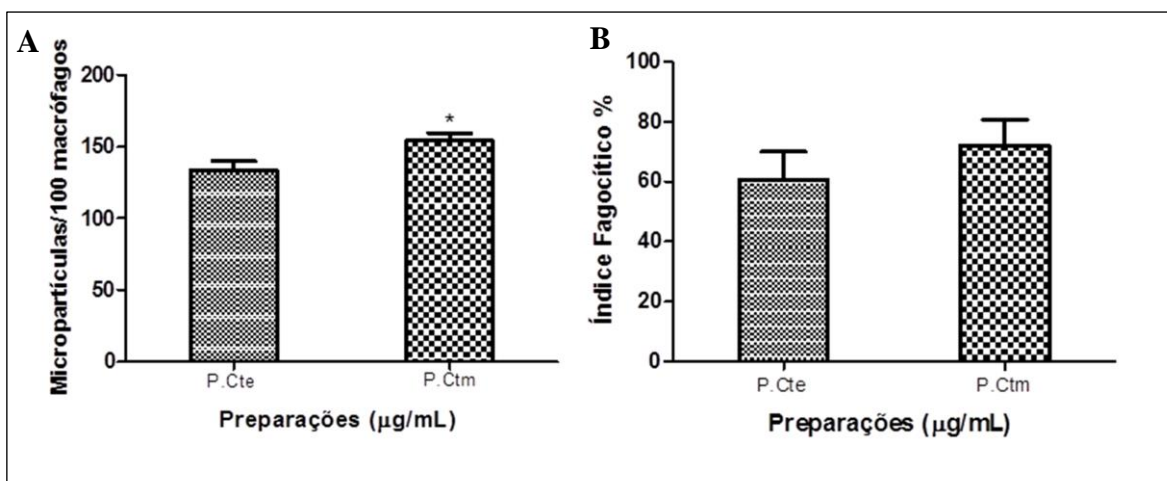 A
Micropartículas/100 macrófagos
200
150
100
50
0
*
P.Cte
P.Ctm
Preparações (μg/mL)
B
Índice Fagocítico %
100
80
60
40
20
0
P.Cte
P.Ctm
Preparações (μg/mL)